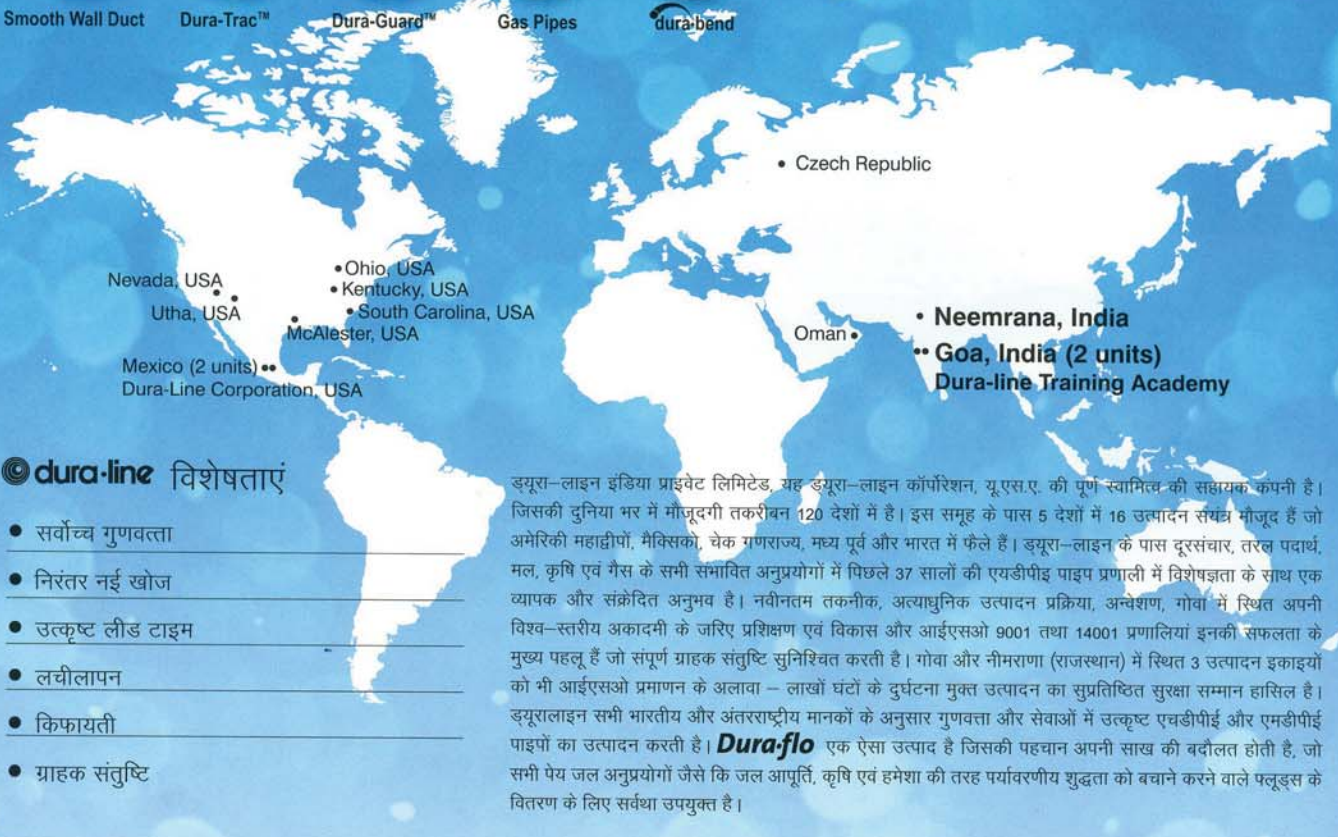 Smooth Wall Duct Dura-Trac™ Dura-Guard™ Gas Pipes dura-bend
• Czech Republic
Nevada, USA
Utha, USA
• Ohio, USA
• Kentucky, USA
• South Carolina, USA
McAlester, USA
Mexico (2 units) ••
Dura-Line Corporation, USA
Oman •
• Neemrana, India
•• Goa, India (2 units)
Dura-line Training Academy
dura-line विशेषताएं
• सर्वोच्च गुणवत्ता
• निरंतर नई खोज
• उत्कृष्ट लीड टाइम
• लचीलापन
• किफायती
• ग्राहक संतुष्टि
ड्यूरा–लाइन इंडिया प्राइवेट लिमिटेड, यह ड्यूरा–लाइन कॉर्पोरेशन, यू.एस.ए. की पूर्ण स्वामित्व की सहायक कंपनी है।
जिसकी दुनिया भर में मौजूदगी तकरीबन 120 देशों में है। इस समूह के पास 5 देशों में 16 उत्पादन संयंत्र मौजूद हैं जो
अमेरिकी महाद्वीपों, मैक्सिको, चेक गणराज्य, मध्य पूर्व और भारत में फैले हैं। ड्यूरा–लाइन के पास दूरसंचार, तरल पदार्थ,
मल, कृषि एवं गैस के सभी संभावित अनुप्रयोगों में पिछले 37 सालों की एयडीपीइ पाइप प्रणाली में विशेषज्ञता के साथ एक
व्यापक और संक्रेदित अनुभव है। नवीनतम तकनीक, अत्याधुनिक उत्पादन प्रक्रिया, अन्वेशण, गोवा में स्थित अपनी
विश्व–स्तरीय अकादमी के जरिए प्रशिक्षण एवं विकास और आईएसओ 9001 तथा 14001 प्रणालियां इनकी सफलता के
मुख्य पहलू हैं जो संपूर्ण ग्राहक संतुष्टि सुनिश्चित करती है। गोवा और नीमराणा (राजस्थान) में स्थित 3 उत्पादन इकाइयों
को भी आईएसओ प्रमाणन के अलावा – लाखों घंटों के दुर्घटना मुक्त उत्पादन का सुप्रतिष्ठित सुरक्षा सम्मान हासिल है।
ड्यूरालाइन सभी भारतीय और अंतरराष्ट्रीय मानकों के अनुसार गुणवत्ता और सेवाओं में उत्कृष्ट एचडीपीई और एमडीपीई
पाइपों का उत्पादन करती है। Dura-flo एक ऐसा उत्पाद है जिसकी पहचान अपनी साख की बदौलत होती है, जो
सभी पेय जल अनुप्रयोगों जैसे कि जल आपूर्ति, कृषि एवं हमेशा की तरह पर्यावरणीय शुद्धता को बचाने करने वाले फ्लूड्स के
वितरण के लिए सर्वथा उपयुक्त है।